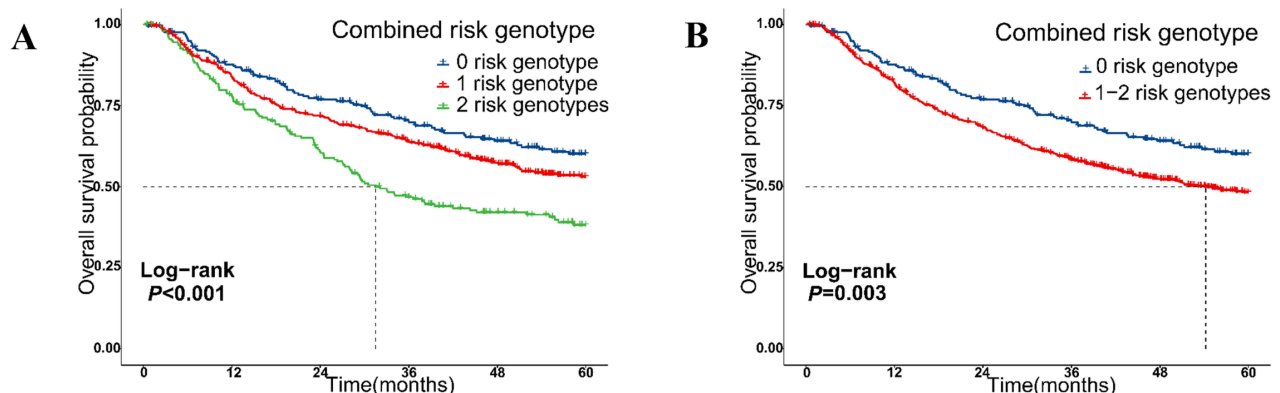 A
Combined risk genotype
0 risk genotype
1 risk genotype
2 risk genotypes
Overall survival probability
1.00
0.75
0.50
0.25
0.00
Log-rank
P<0.001
0 12 24 36 48 60
Time(months)
B
Combined risk genotype
0 risk genotype
1-2 risk genotypes
Overall survival probability
1.00
0.75
0.50
0.25
0.00
Log-rank
P=0.003
0 12 24 36 48 60
Time(months)